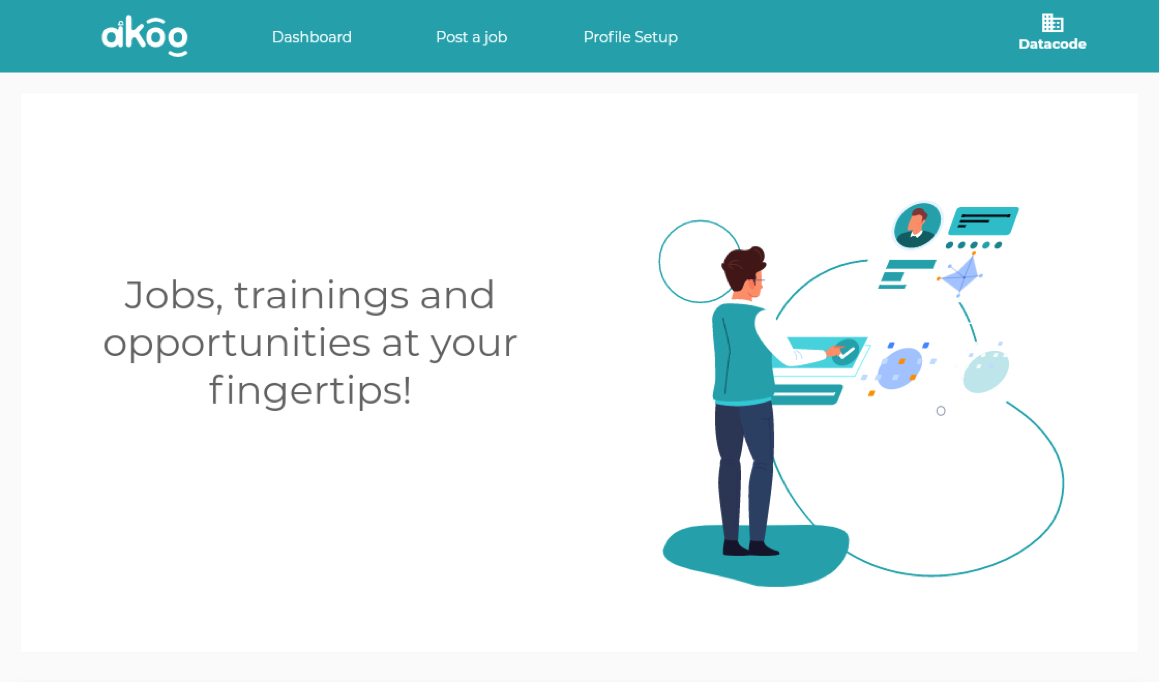 akoo
Dashboard
Post a job
Profile Setup
Datacode
Jobs, trainings and
opportunities at your
fingertips!